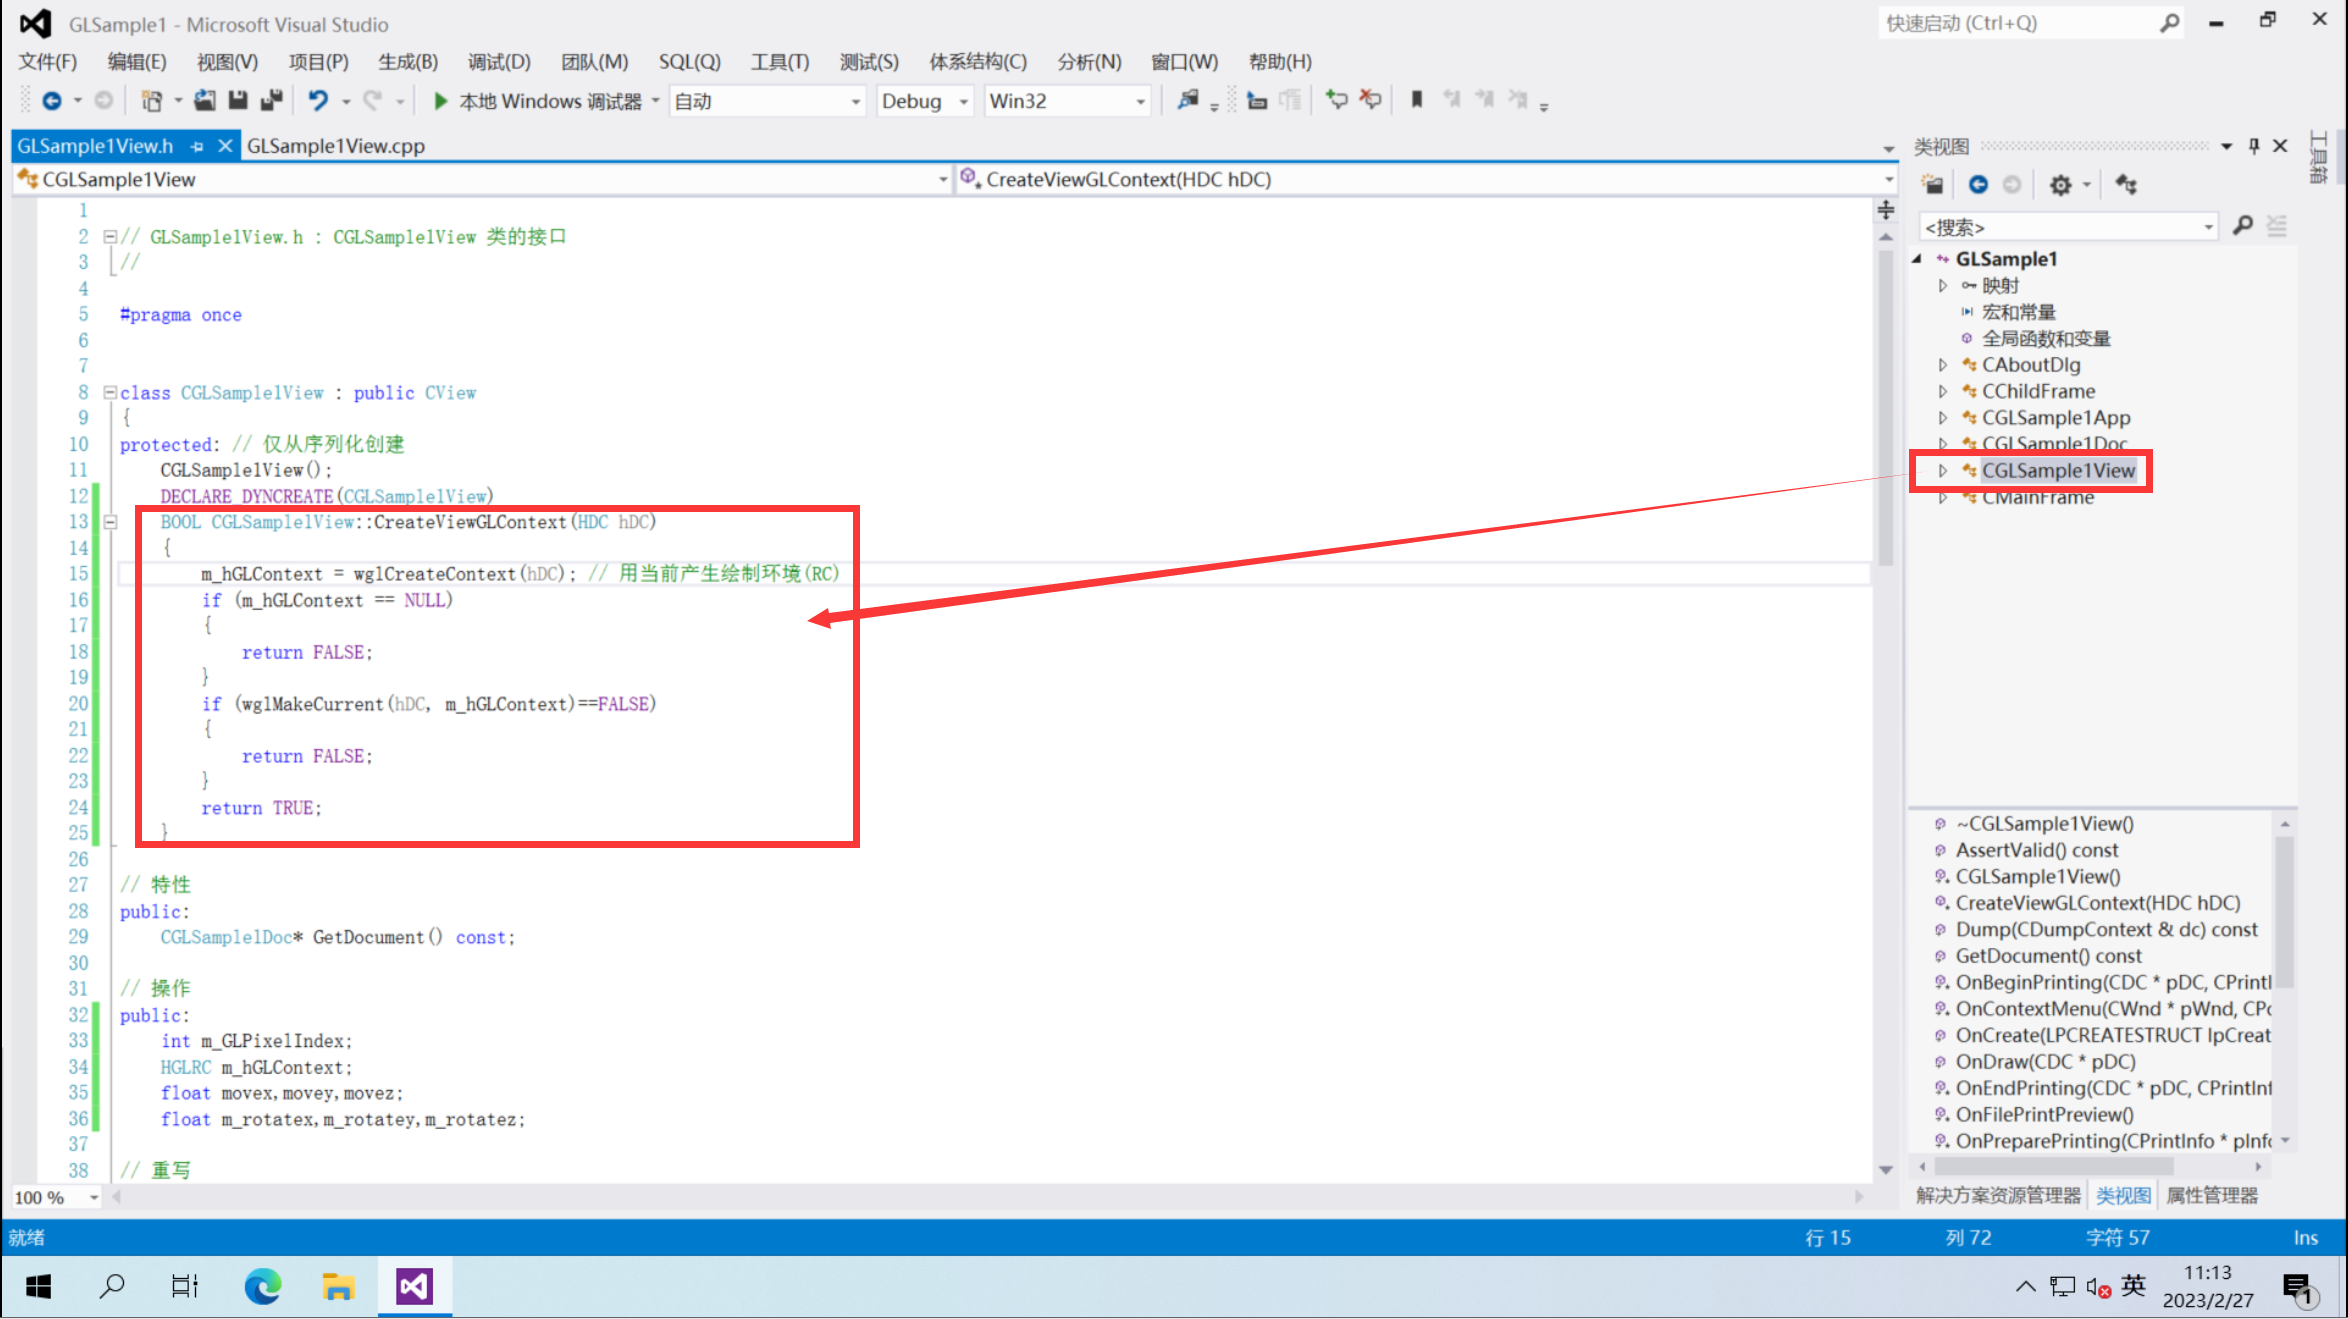 GLSample1 - Microsoft Visual Studio
快速启动 (Ctrl+Q)
文件(F) 编辑(E) 视图(V) 项目(P) 生成(B) 调试(D) 团队(M) SQL(Q) 工具(T) 测试(S) 体系结构(C) 分析(N) 窗口(W) 帮助(H)
本地 Windows 调试器 自动 Debug Win32
GLSample1View.h GLSample1View.cpp
CGLSample1View CreateViewGLContext(HDC hDC)
1
2 // GLSample1View.h : CGLSample1View 类的接口
3 //
4
5 #pragma once
6
7
8 class CGLSample1View : public CView
9 {
10 protected: // 仅从序列化创建
11 CGLSample1View();
12 DECLARE_DYNCREATE(CGLSample1View)
13 BOOL CGLSample1View::CreateViewGLContext(HDC hDC)
14 {
15 m_hGLContext = wglCreateContext(hDC); // 用当前产生绘制环境(RC)
16 if (m_hGLContext == NULL)
17 {
18 return FALSE;
19 }
20 if (wglMakeCurrent(hDC, m_hGLContext)==FALSE)
21 {
22 return FALSE;
23 }
24 return TRUE;
25 }
26
27 // 特性
28 public:
29 CGLSample1Doc* GetDocument() const;
30
31 // 操作
32 public:
33 int m_GLPixelIndex;
34 HGLRC m_hGLContext;
35 float movex,movey,movez;
36 float m_rotatex,m_rotatey,m_rotatez;
37
38 // 重写
100 %
类视图
工具箱
<搜索>
GLSample1
映射
宏和常量
全局函数和变量
CAboutDlg
CChildFrame
CGLSample1App
CGLSample1Doc
CGLSample1View
CMainFrame
~CGLSample1View()
AssertValid() const
CGLSample1View()
CreateViewGLContext(HDC hDC)
Dump(CDumpContext & dc) const
GetDocument() const
OnBeginPrinting(CDC * pDC, CPrintI
OnContextMenu(CWnd * pWnd, CPo
OnCreate(LPCREATESTRUCT lpCreat
OnDraw(CDC * pDC)
OnEndPrinting(CDC * pDC, CPrintInf
OnFilePrintPreview()
OnPreparePrinting(CPrintInfo * pInfo
解决方案资源管理器 类视图 属性管理器
就绪 行 15 列 72 字符 57 Ins
英
11:13
2023/2/27
1